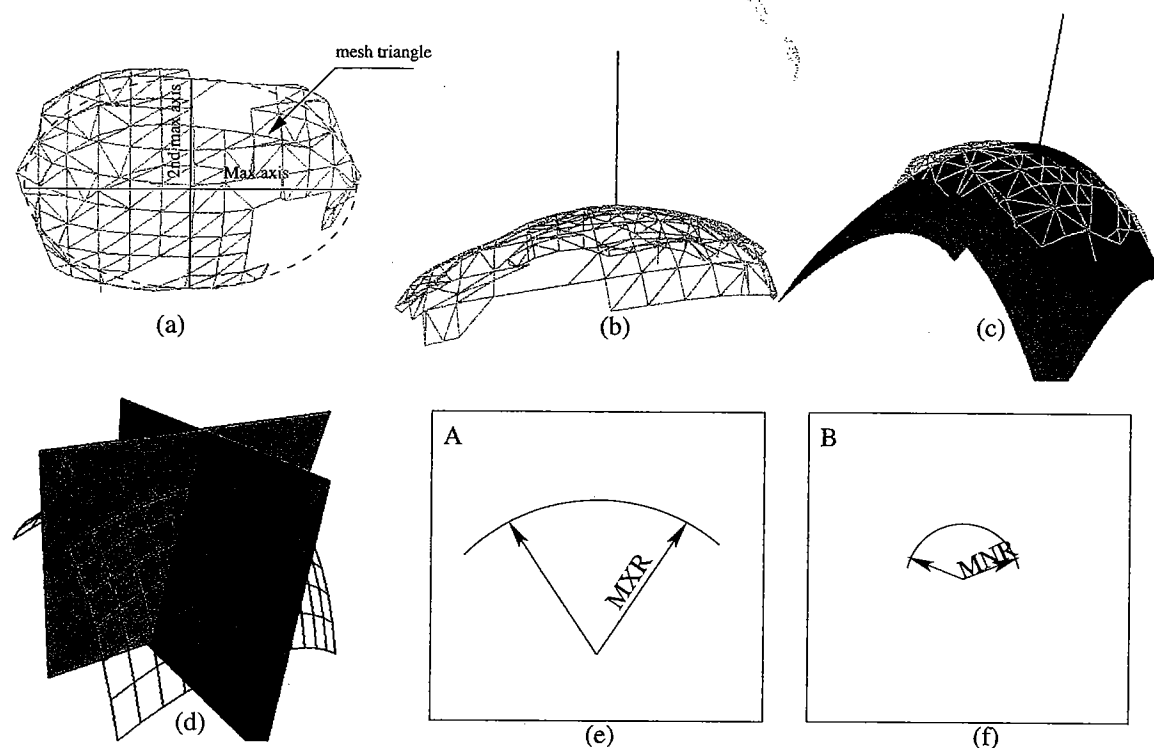 mesh triangle
2nd max axis
Max axis
(a)
(b)
(c)
(d)
A
MXR
(e)
B
MNR
(f)